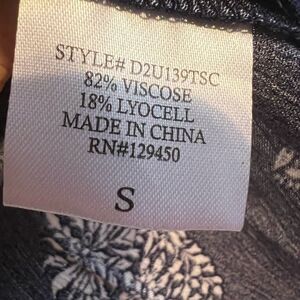 STYLE# D2U139TSC
82% VISCOSE
18% LYOCELL
MADE IN CHINA
RN#129450
S